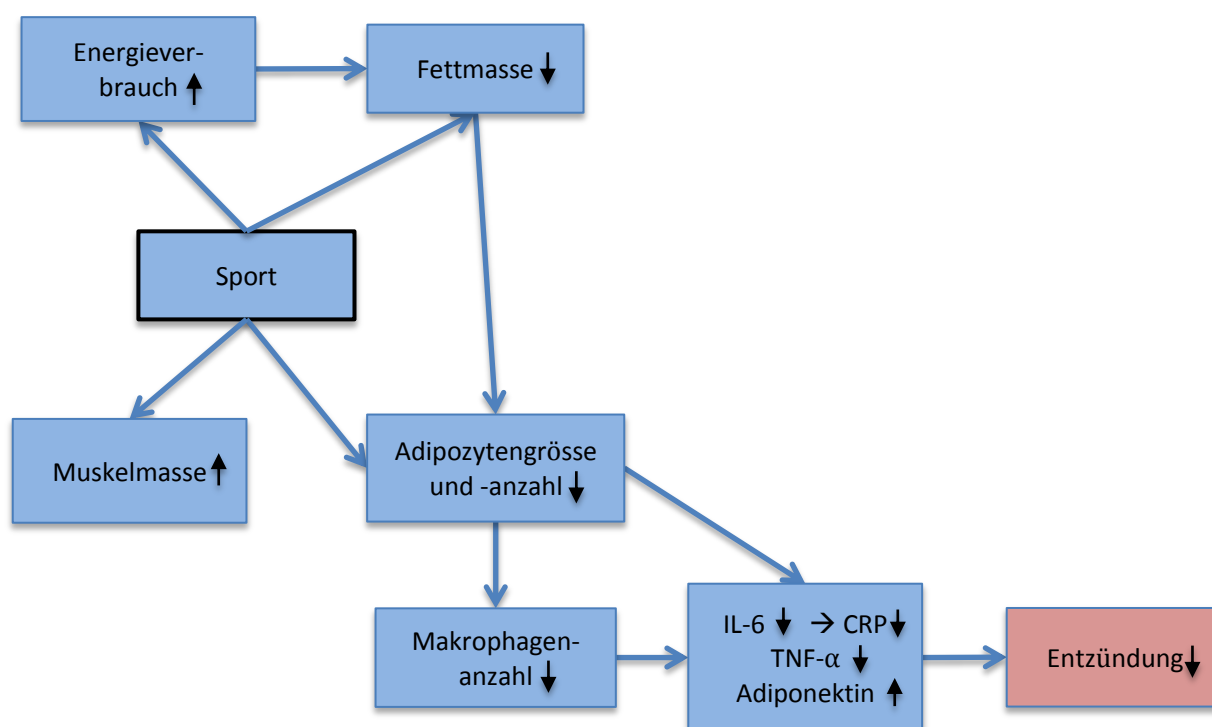 Energiever-
brauch ↑
Fettmasse ↓
Sport
Muskelmasse ↑
Adipozytengrösse
und -anzahl ↓
Makrophagen-
anzahl ↓
IL-6 ↓ → CRP ↓
TNF-α ↓
Adiponektin ↑
Entzündung ↓